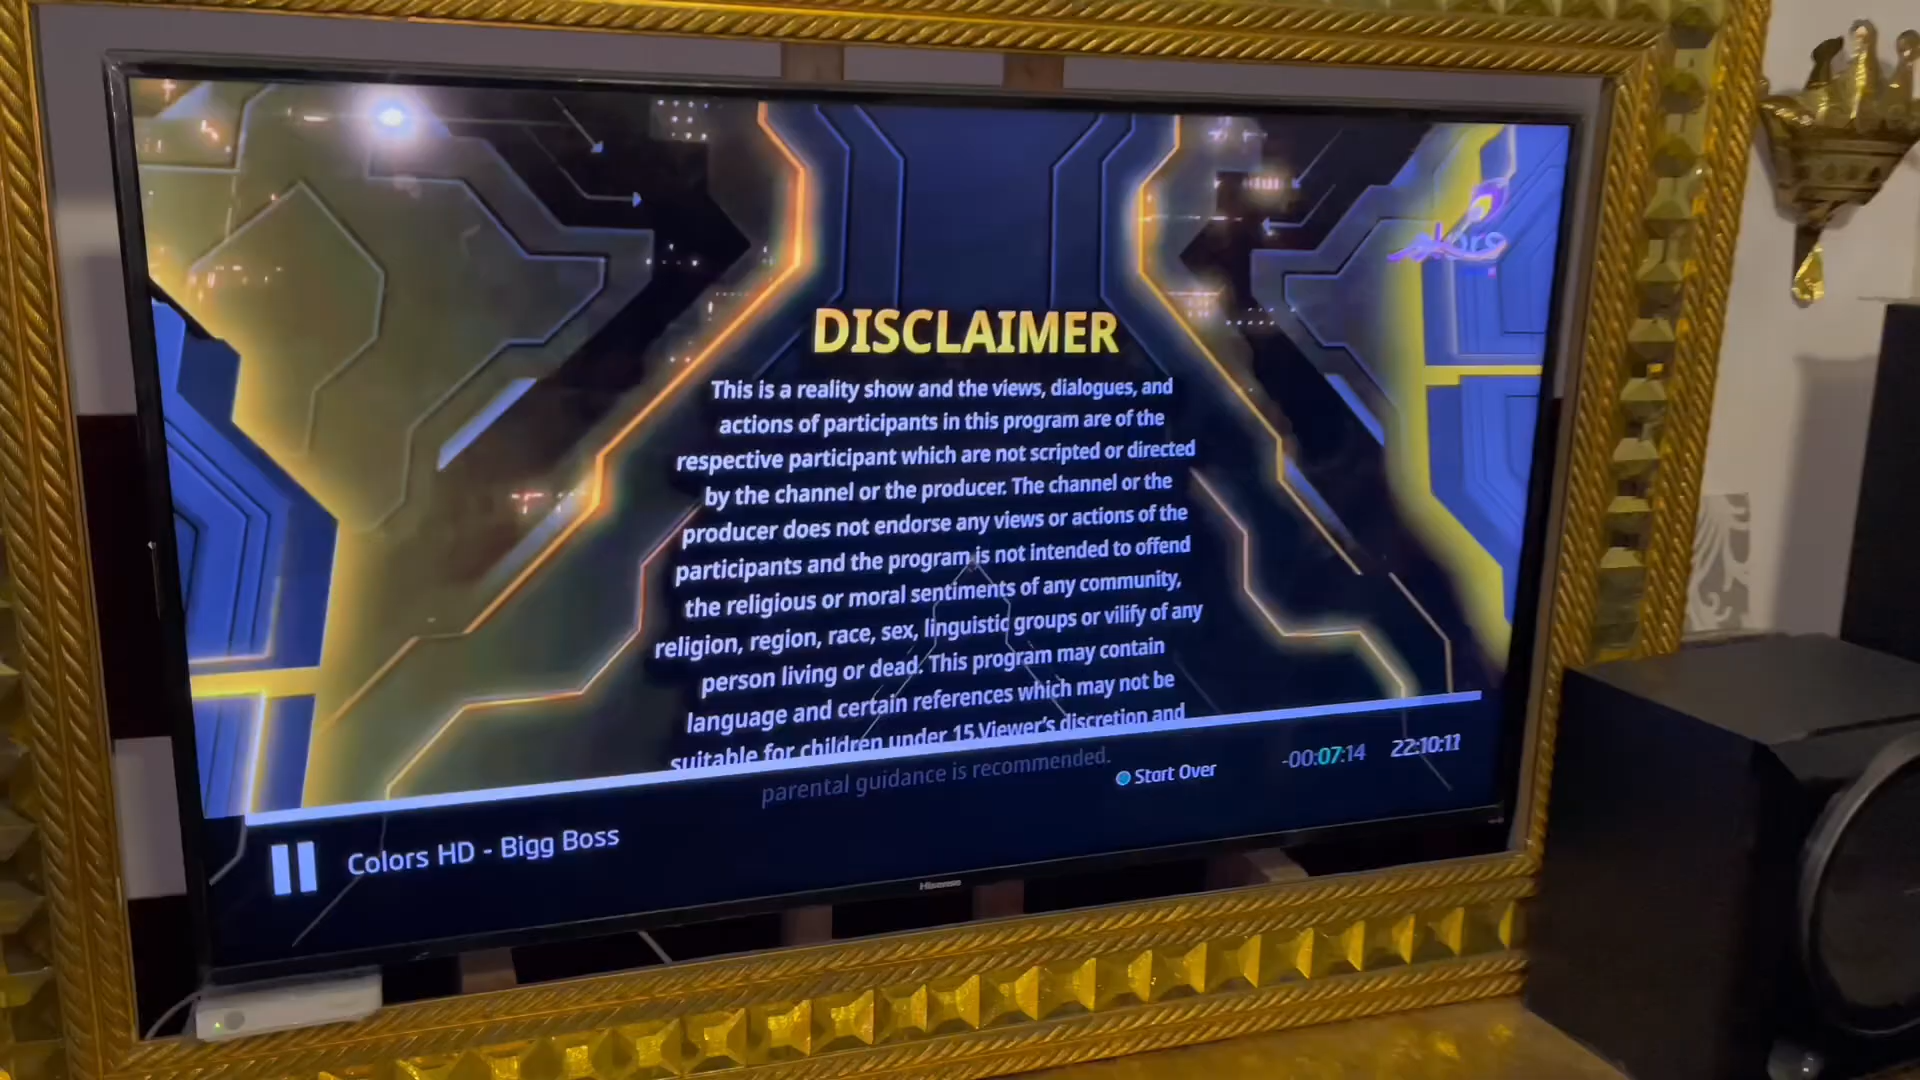 colors
DISCLAIMER
This is a reality show and the views, dialogues, and
actions of participants in this program are of the
respective participant which are not scripted or directed
by the channel or the producer. The channel or the
producer does not endorse any views or actions of the
participants and the program is not intended to offend
the religious or moral sentiments of any community,
religion, region, race, sex, linguistic groups or vilify of any
person living or dead. This program may contain
language and certain references which may not be
suitable for children under 15.Viewer's discretion and
parental guidance is recommended.
Start Over
-00:07:14
Colors HD - Bigg Boss
Hisense